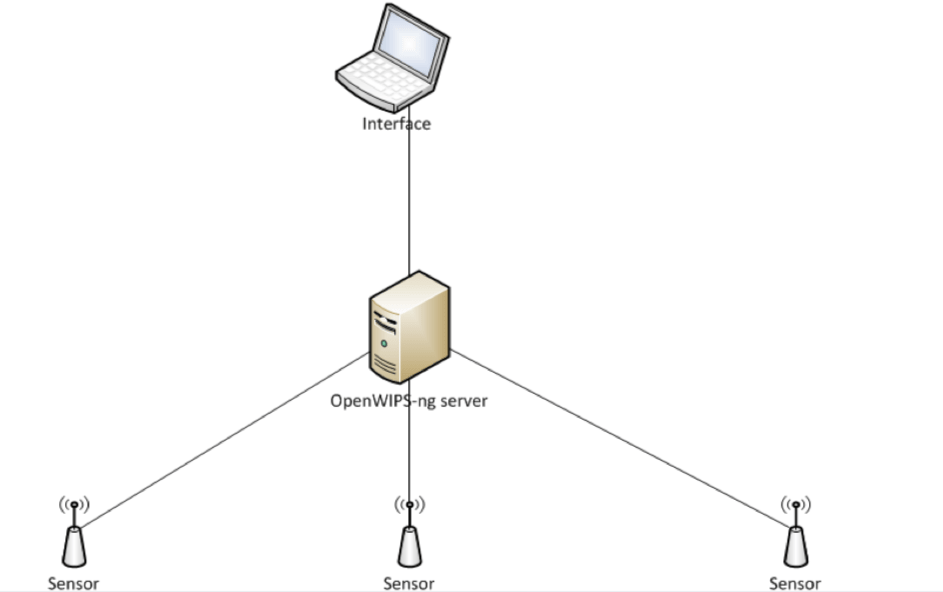 Interface
OpenWIPS-ng server
Sensor
Sensor
Sensor